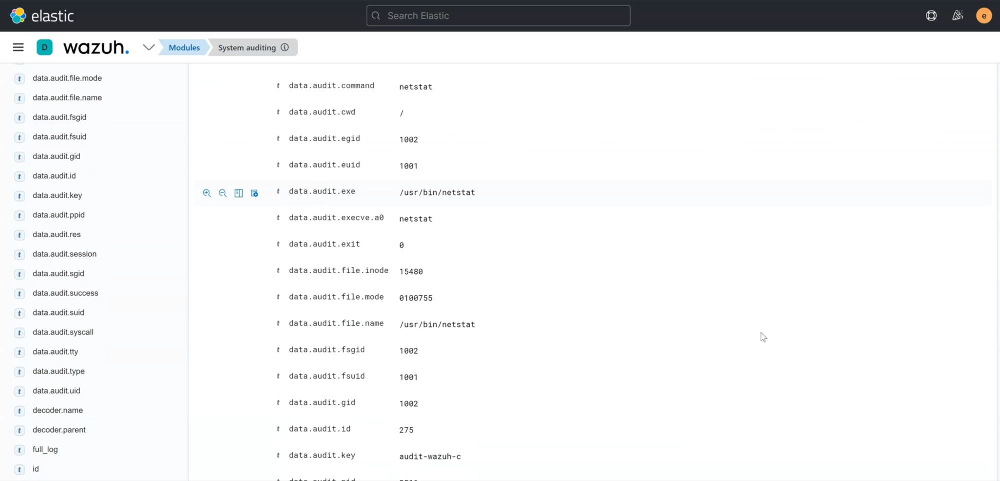 elastic
Search Elastic
e
D
wazuh.
Modules
System auditing
t data.audit.file.mode
t data.audit.file.name
t data.audit.fsgid
t data.audit.fsuid
t data.audit.gid
t data.audit.id
t data.audit.key
t data.audit.ppid
t data.audit.res
t data.audit.session
t data.audit.sgid
t data.audit.success
t data.audit.suid
t data.audit.syscall
t data.audit.tty
t data.audit.type
t data.audit.uid
t decoder.name
t decoder.parent
t full_log
t id
t data.audit.command netstat
t data.audit.cwd /
t data.audit.egid 1002
t data.audit.euid 1001
t data.audit.exe /usr/bin/netstat
t data.audit.execve.a0 netstat
t data.audit.exit 0
t data.audit.file.inode 15480
t data.audit.file.mode 0100755
t data.audit.file.name /usr/bin/netstat
t data.audit.fsgid 1002
t data.audit.fsuid 1001
t data.audit.gid 1002
t data.audit.id 275
t data.audit.key audit-wazuh-c